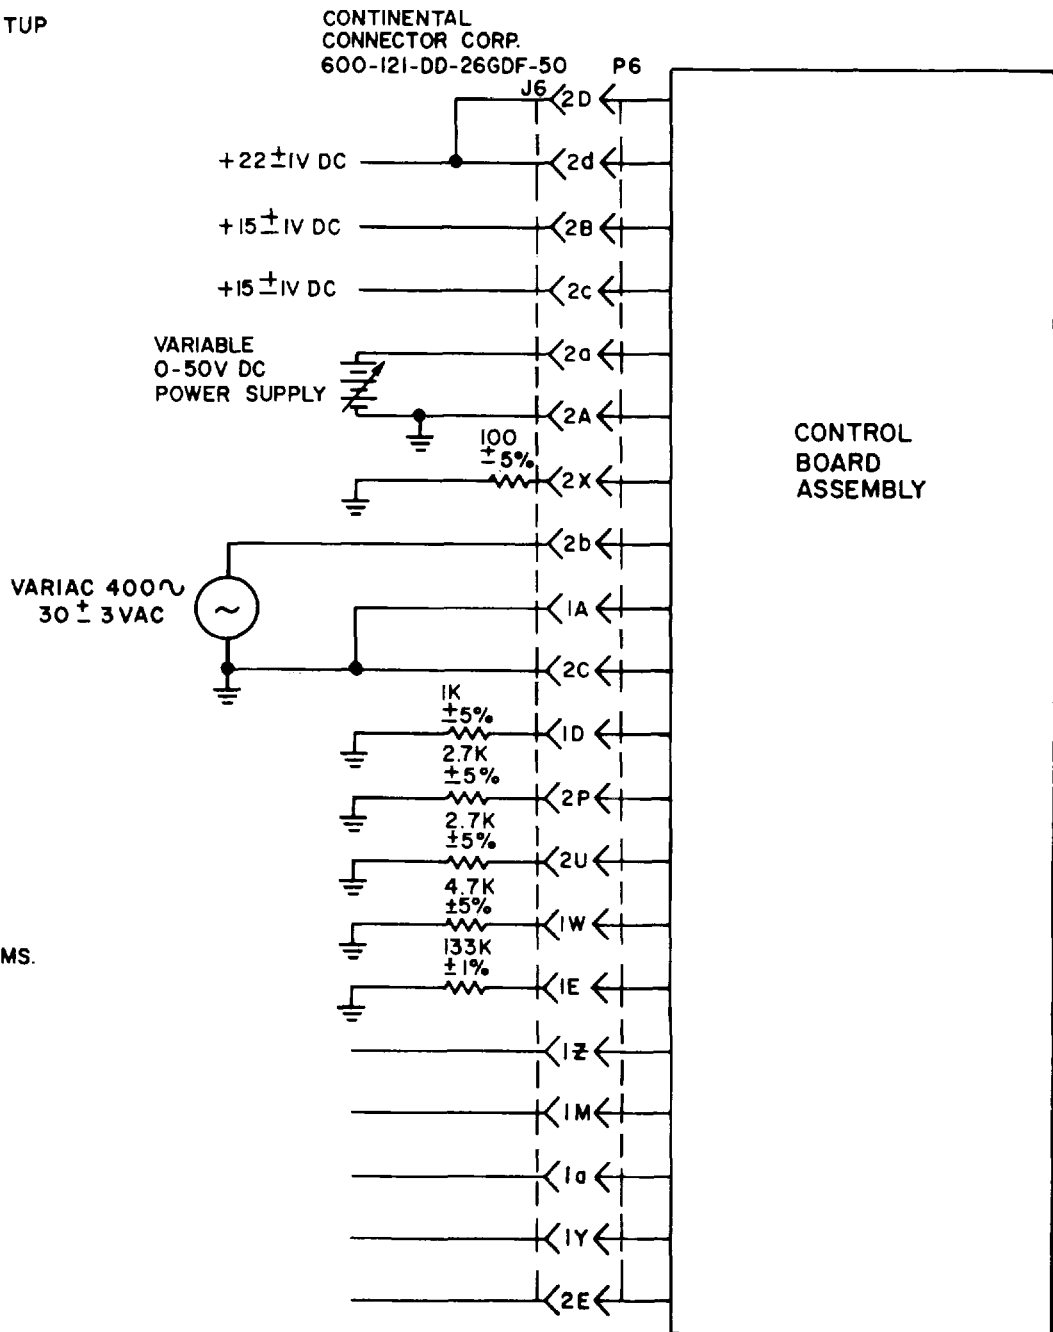 TUP
CONTINENTAL
CONNECTOR CORP.
600-121-DD-26GDF-50
P6
J6
2D
+22 ± 1V DC
2d
+15 ± 1V DC
2B
+15 ± 1V DC
2c
VARIABLE
0-50V DC
POWER SUPPLY
2a
2A
CONTROL
BOARD
ASSEMBLY
100
± 5%
2X
2b
VARIAC 400~
30 ± 3VAC
~
1A
2C
1K
±5%
1D
2.7K
±5%
2P
2.7K
±5%
2U
4.7K
±5%
1W
MS.
133K
±1%
1E
1Z
1M
1a
1Y
2E